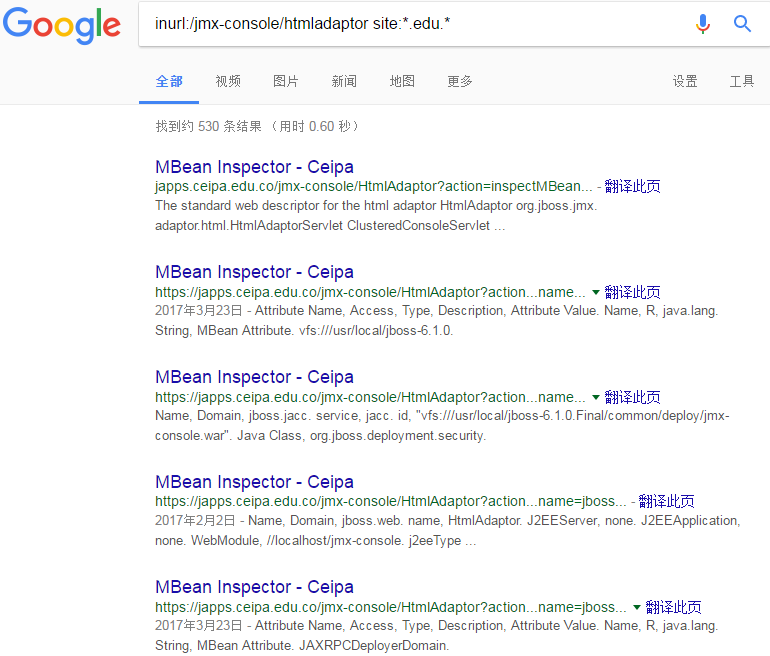 Google
inurl:/jmx-console/htmladaptor site:*.edu.*
全部 视频 图片 新闻 地图 更多 设置 工具
找到约 530 条结果 （用时 0.60 秒）
MBean Inspector - Ceipa
japps.ceipa.edu.co/jmx-console/HtmlAdaptor?action=inspectMBean... - 翻译此页
The standard web descriptor for the html adaptor HtmlAdaptor org.jboss.jmx.
adaptor.html.HtmlAdaptorServlet ClusteredConsoleServlet ...
MBean Inspector - Ceipa
https://japps.ceipa.edu.co/jmx-console/HtmlAdaptor?action...name... 翻译此页
2017年3月23日 - Attribute Name, Access, Type, Description, Attribute Value. Name, R, java.lang.
String, MBean Attribute. vfs:///usr/local/jboss-6.1.0.
MBean Inspector - Ceipa
https://japps.ceipa.edu.co/jmx-console/HtmlAdaptor?action...name... 翻译此页
Name, Domain, jboss.jacc. service, jacc. id, "vfs:///usr/local/jboss-6.1.0.Final/common/deploy/jmx-
console.war". Java Class, org.jboss.deployment.security.
MBean Inspector - Ceipa
https://japps.ceipa.edu.co/jmx-console/HtmlAdaptor?action...name=jboss... - 翻译此页
2017年2月2日 - Name, Domain, jboss.web. name, HtmlAdaptor. J2EEServer, none. J2EEApplication,
none. WebModule, //localhost/jmx-console. j2eeType ...
MBean Inspector - Ceipa
https://japps.ceipa.edu.co/jmx-console/HtmlAdaptor?action...name=jboss... 翻译此页
2017年3月23日 - Attribute Name, Access, Type, Description, Attribute Value. Name, R, java.lang.
String, MBean Attribute. JAXRPCDeployerDomain.